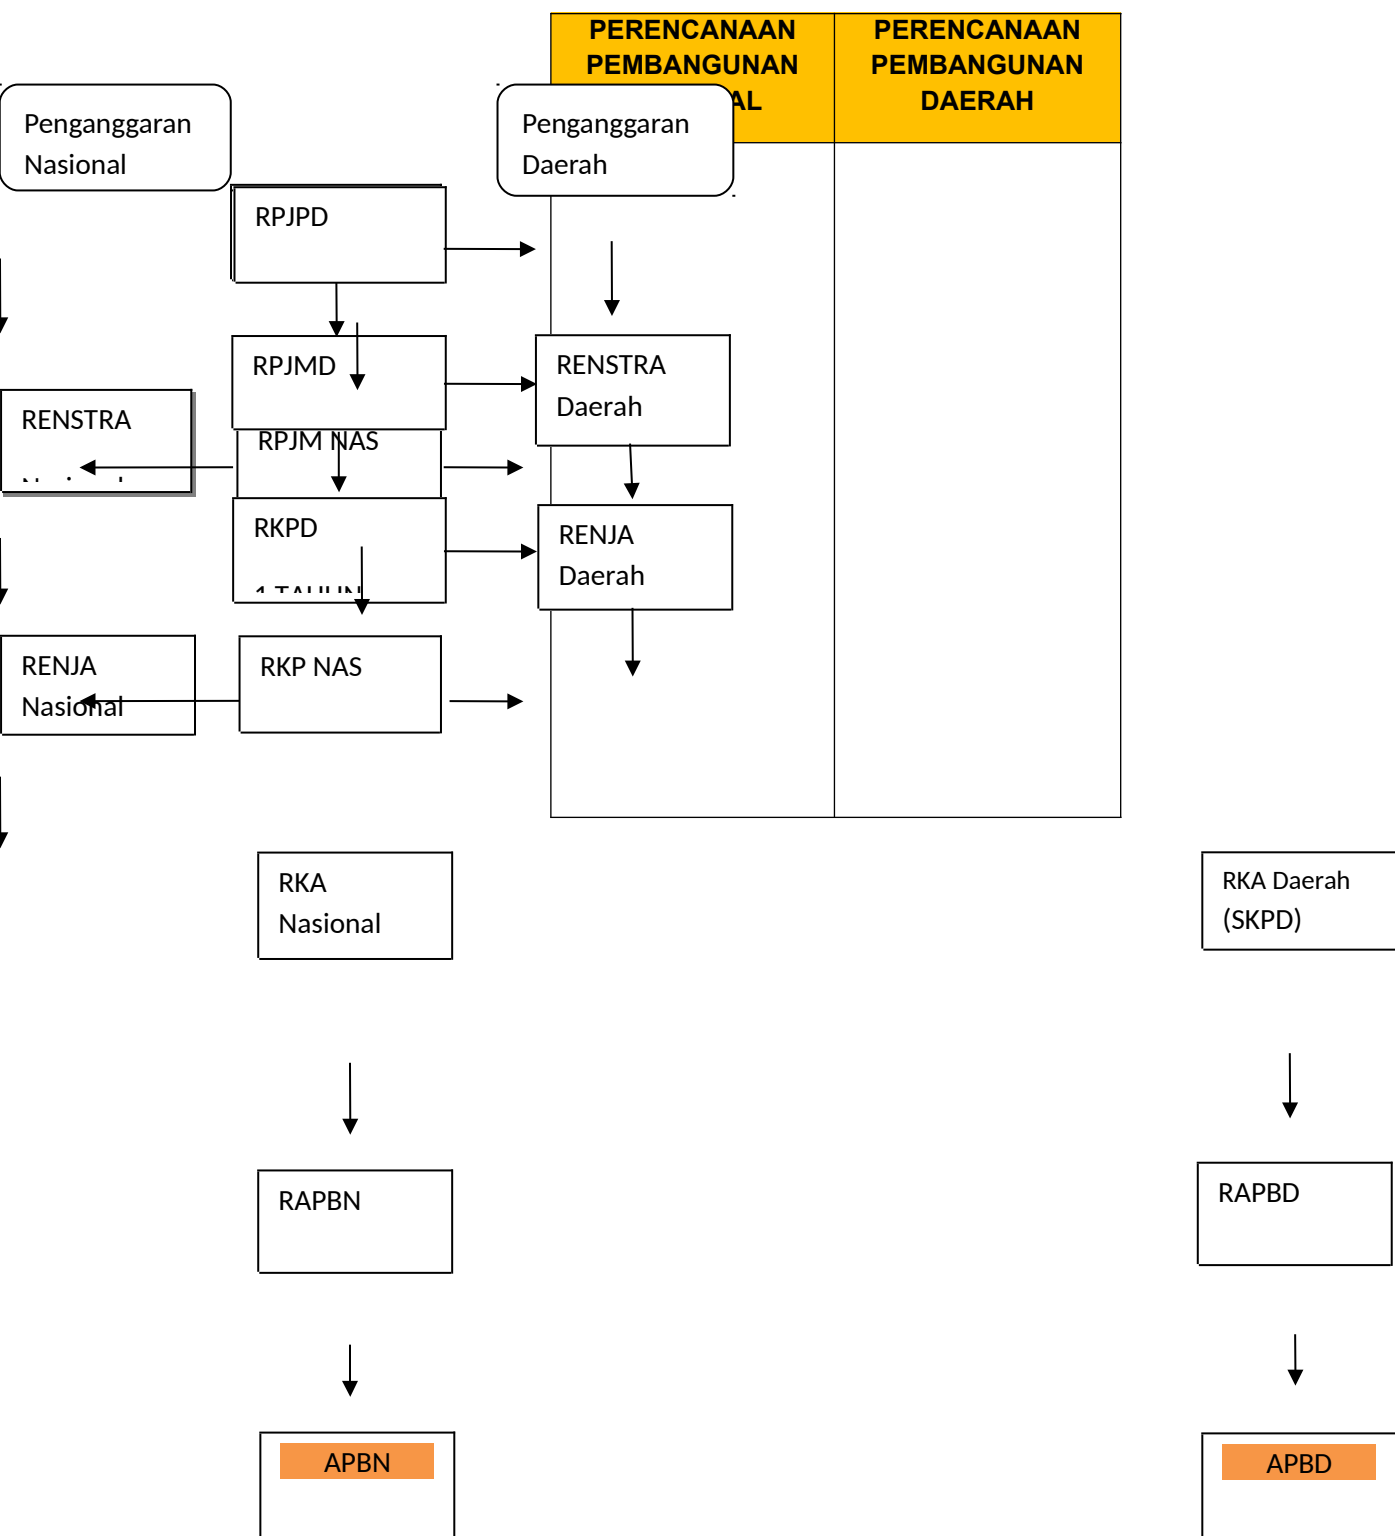 PERENCANAAN
PEMBANGUNAN
AL
PERENCANAAN
PEMBANGUNAN
DAERAH
Penganggaran
Nasional
Penganggaran
Daerah
RPJPD
RPJMD
RENSTRA
Daerah
RENSTRA
RPJM NAS
RKPD
RENJA
Daerah
RENJA
Nasional
RKP NAS
RKA
Nasional
RKA Daerah
(SKPD)
RAPBN
RAPBD
APBN
APBD